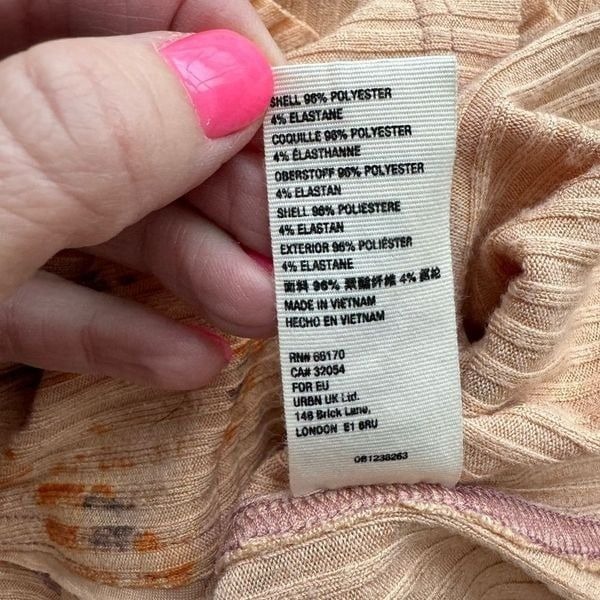 SHELL 96% POLYESTER
4% ELASTANE
COQUILLE 96% POLYESTER
4% ÉLASTHANNE
OBERSTOFF 96% POLYESTER
4% ELASTAN
SHELL 96% POLIESTERE
4% ELASTAN
EXTERIOR 96% POLIÉSTER
4% ELASTANE
面料 96% 聚酯纤维 4% 氨纶
MADE IN VIETNAM
HECHO EN VIETNAM
RN# 66170
CA# 32054
FOR EU
URBN UK Ltd.
146 Brick Lane,
LONDON E1 6RU
OB1238263